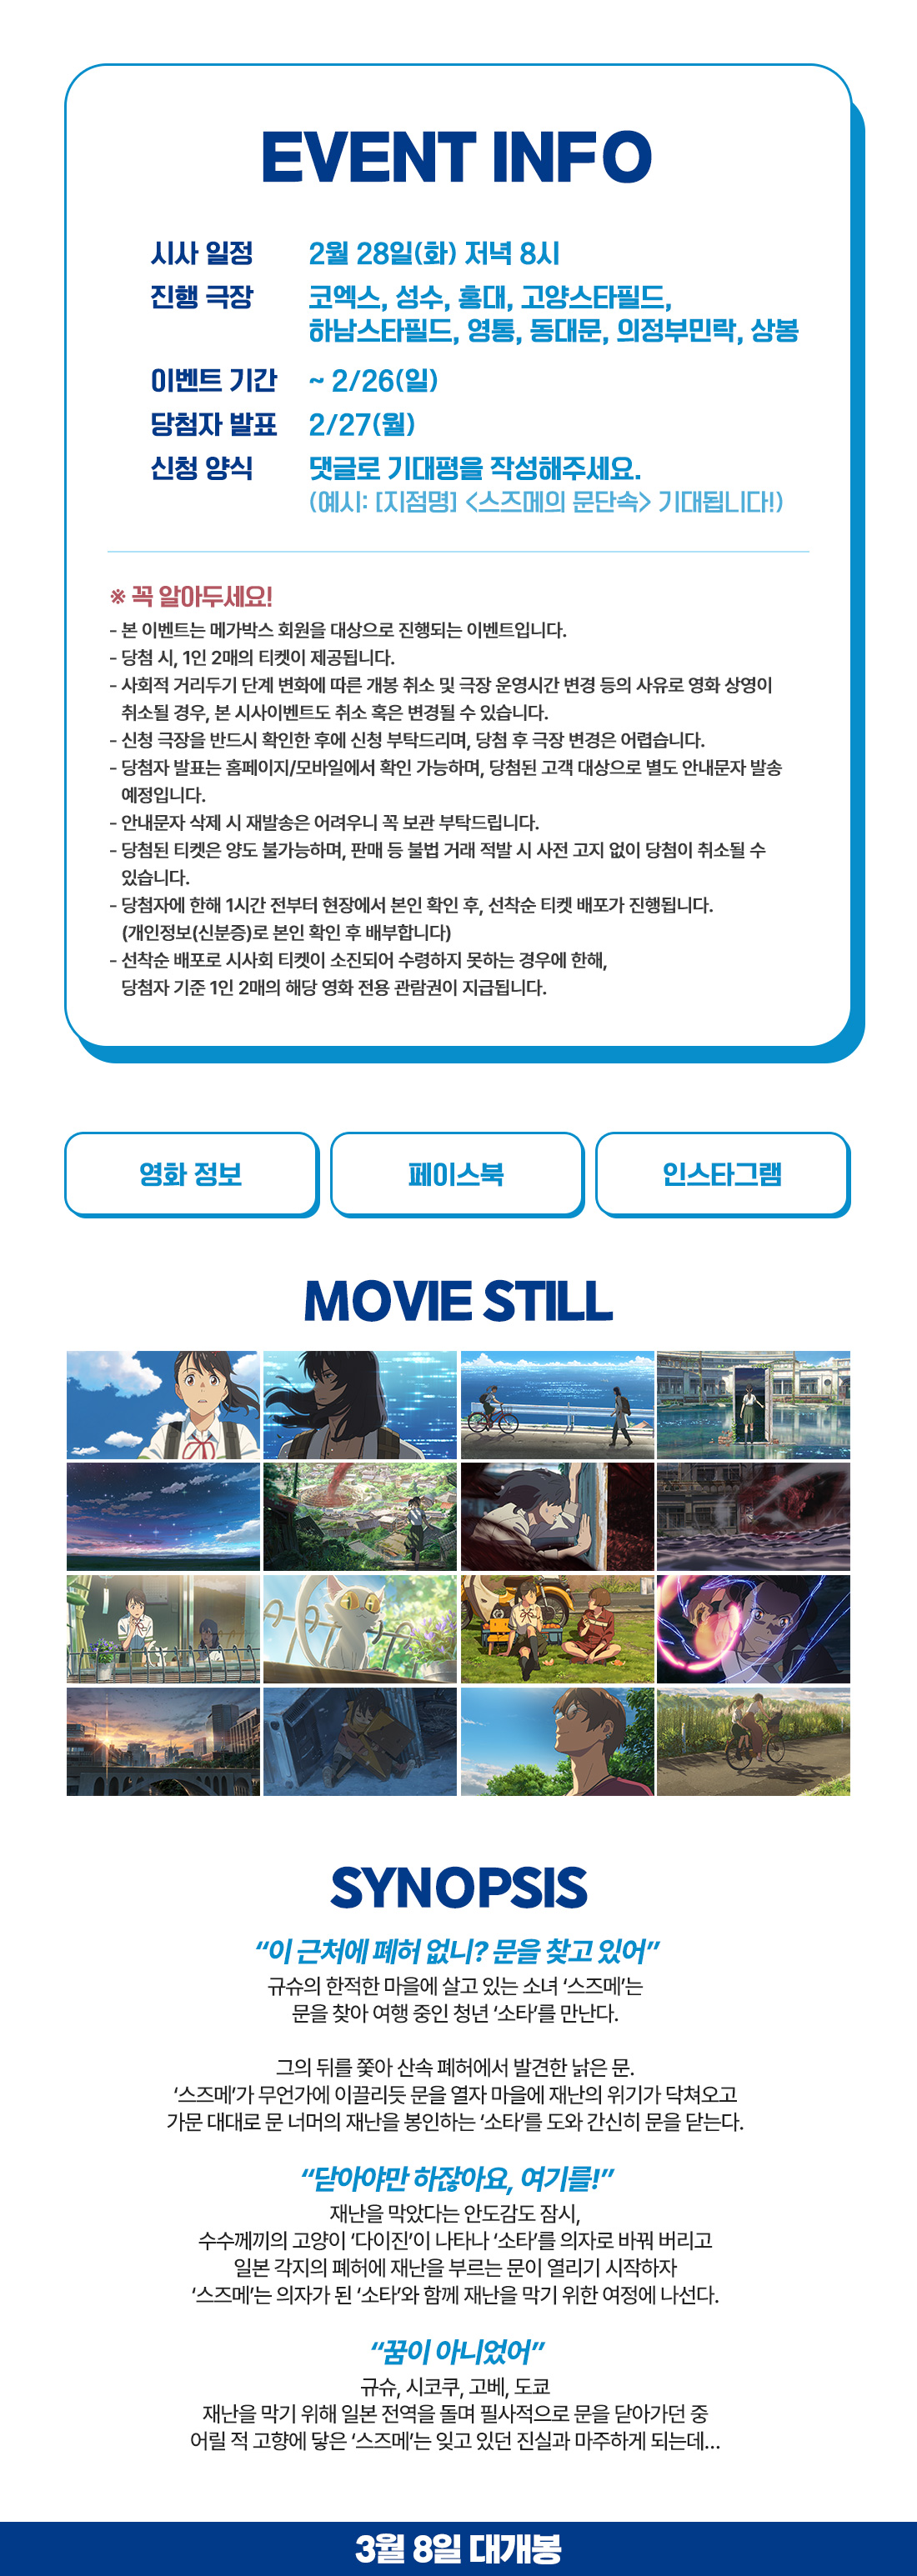 EVENT INFO
시사 일정 2월 28일(화) 저녁 8시
진행 극장 코엑스, 성수, 홍대, 고양스타필드,
하남스타필드, 영통, 동대문, 의정부민락, 상봉
이벤트 기간 ~ 2/26(일)
당첨자 발표 2/27(월)
신청 양식 댓글로 기대평을 작성해주세요.
(예시: [지점명] <스즈메의 문단속> 기대됩니다!)
※ 꼭 알아두세요!
- 본 이벤트는 메가박스 회원을 대상으로 진행되는 이벤트입니다.
- 당첨 시, 1인 2매의 티켓이 제공됩니다.
- 사회적 거리두기 단계 변화에 따른 개봉 취소 및 극장 운영시간 변경 등의 사유로 영화 상영이
취소될 경우, 본 시사이벤트도 취소 혹은 변경될 수 있습니다.
- 신청 극장을 반드시 확인한 후에 신청 부탁드리며, 당첨 후 극장 변경은 어렵습니다.
- 당첨자 발표는 홈페이지/모바일에서 확인 가능하며, 당첨된 고객 대상으로 별도 안내문자 발송
예정입니다.
- 안내문자 삭제 시 재발송은 어려우니 꼭 보관 부탁드립니다.
- 당첨된 티켓은 양도 불가능하며, 판매 등 불법 거래 적발 시 사전 고지 없이 당첨이 취소될 수
있습니다.
- 당첨자에 한해 1시간 전부터 현장에서 본인 확인 후, 선착순 티켓 배포가 진행됩니다.
(개인정보(신분증)로 본인 확인 후 배부합니다)
- 선착순 배포로 시사회 티켓이 소진되어 수령하지 못하는 경우에 한해,
당첨자 기준 1인 2매의 해당 영화 전용 관람권이 지급됩니다.
영화 정보 페이스북 인스타그램
MOVIE STILL
SYNOPSIS
“이 근처에 폐허 없니? 문을 찾고 있어”
규슈의 한적한 마을에 살고 있는 소녀 ‘스즈메’는
문을 찾아 여행 중인 청년 ‘소타’를 만난다.
그의 뒤를 쫓아 산속 폐허에서 발견한 낡은 문.
‘스즈메’가 무언가에 이끌리듯 문을 열자 마을에 재난의 위기가 닥쳐오고
가문 대대로 문 너머의 재난을 봉인하는 ‘소타’를 도와 간신히 문을 닫는다.
“닫아야만 하잖아요, 여기를!”
재난을 막았다는 안도감도 잠시,
수수께끼의 고양이 ‘다이진’이 나타나 ‘소타’를 의자로 바꿔 버리고
일본 각지의 폐허에 재난을 부르는 문이 열리기 시작하자
‘스즈메’는 의자가 된 ‘소타’와 함께 재난을 막기 위한 여정에 나선다.
“꿈이 아니었어”
규슈, 시코쿠, 고베, 도쿄
재난을 막기 위해 일본 전역을 돌며 필사적으로 문을 닫아가던 중
어릴 적 고향에 닿은 ‘스즈메’는 잊고 있던 진실과 마주하게 되는데…
3월 8일 대개봉